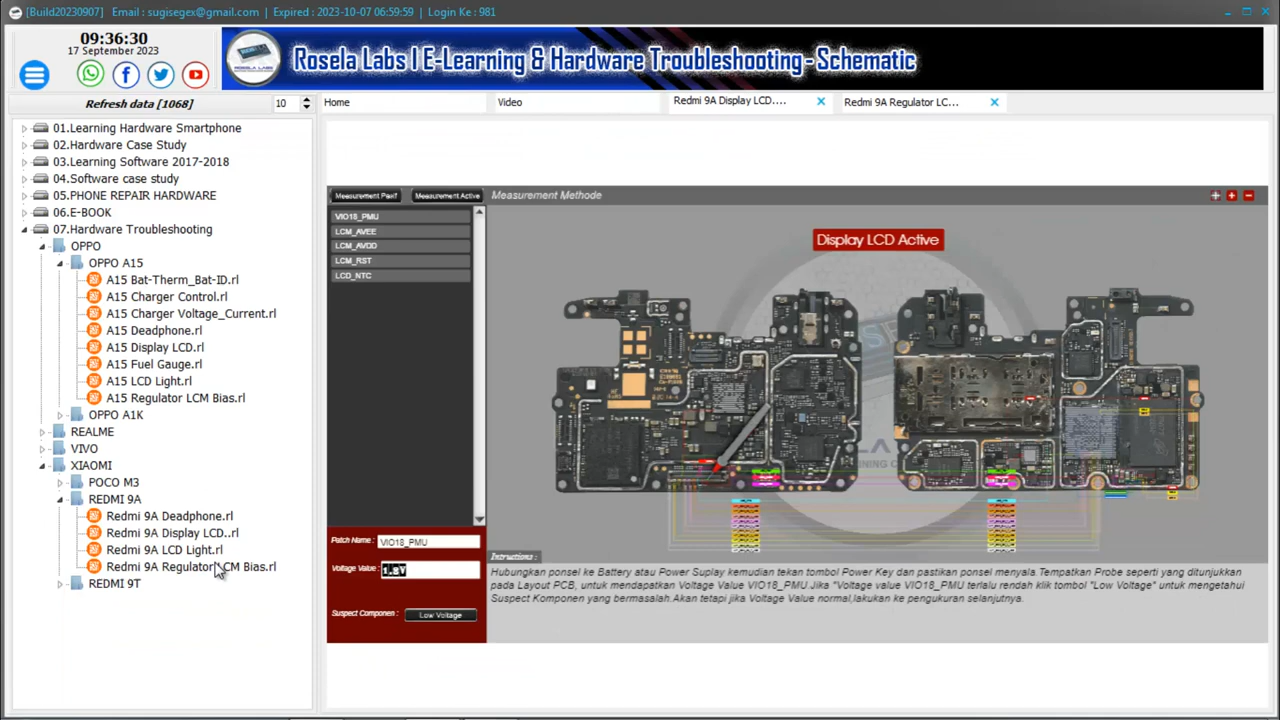 [Build20230907] Email : sugisegex@gmail.com | Expired : 2023-10-07 06:59:59 | Login Ke : 981
09:36:30
17 September 2023
Rosela Labs | E-Learning & Hardware Troubleshooting - Schematic
Refresh data [1068]
10
Home
Video
Redmi 9A Display LCD....
Redmi 9A Regulator LC...
01.Learning Hardware Smartphone
02.Hardware Case Study
03.Learning Software 2017-2018
04.Software case study
05.PHONE REPAIR HARDWARE
06.E-BOOK
07.Hardware Troubleshooting
OPPO
OPPO A15
A15 Bat-Therm_Bat-ID.rl
A15 Charger Control.rl
A15 Charger Voltage_Current.rl
A15 Deadphone.rl
A15 Display LCD.rl
A15 Fuel Gauge.rl
A15 LCD Light.rl
A15 Regulator LCM Bias.rl
OPPO A1K
REALME
VIVO
XIAOMI
POCO M3
REDMI 9A
Redmi 9A Deadphone.rl
Redmi 9A Display LCD..rl
Redmi 9A LCD Light.rl
Redmi 9A Regulator LCM Bias.rl
REDMI 9T
Measurement Pasif
Measurement Active
Measurement Methode
VIO18_PMU
LCM_AVEE
LCM_AVDD
LCM_RST
LCD_NTC
Display LCD Active
Patch Name :
VIO18_PMU
Voltage Value :
1.8V
Suspect Componen :
Low Voltage
Intructions :
Hubungkan ponsel ke Battery atau Power Suplay kemudian tekan tombol Power Key dan pastikan ponsel menyala Tempatkan Probe seperti yang ditunjukkan
pada Layout PCB, untuk mendapatkan Voltage Value VIO18_PMU.Jika "Voltage value VIO18_PMU terlalu rendah klik tombol "Low Voltage" untuk mengetahui
Suspect Komponen yang bermasalah.Akan tetapi jika Voltage Value normal,lakukan ke pengukuran selanjutnya.